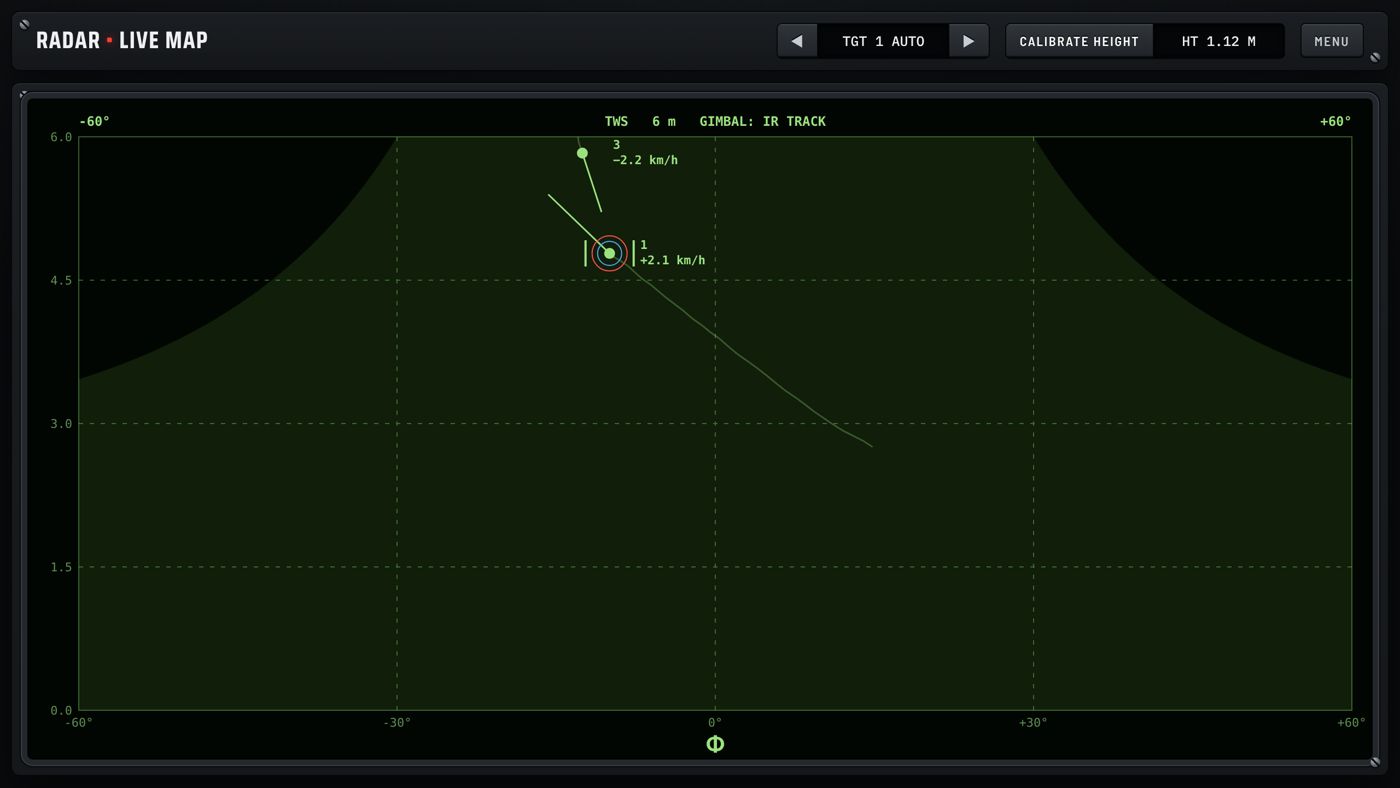 RADAR · LIVE MAP
◀ TGT 1 AUTO ▶
CALIBRATE HEIGHT
HT 1.12 M
MENU
-60°
TWS 6 m GIMBAL: IR TRACK
+60°
6.0
3
−2.2 km/h
1
+2.1 km/h
4.5
3.0
1.5
0.0
-60°
-30°
0°
+30°
+60°
Φ